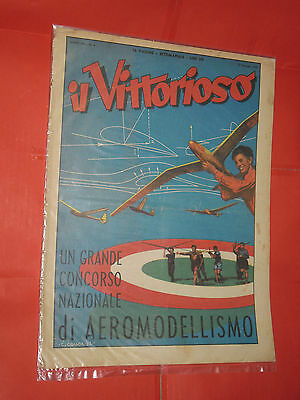 il Vittorioso
UN GRANDE
CONCORSO
NAZIONALE
di AEROMODELLISMO